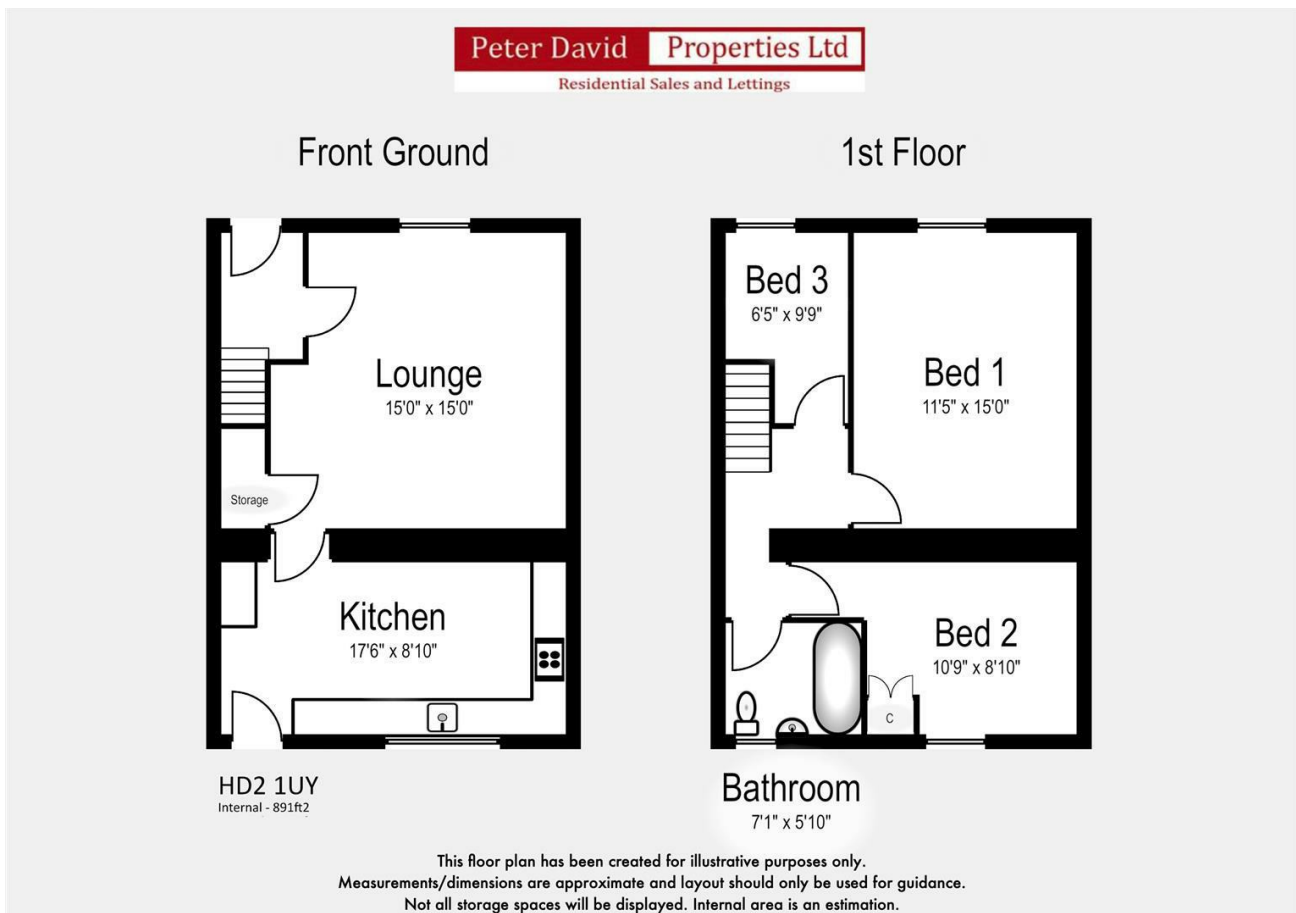 Peter David Properties Ltd
Residential Sales and Lettings
Front Ground
1st Floor
Lounge
15'0" x 15'0"
Storage
Kitchen
17'6" x 8'10"
Bed 3
6'5" x 9'9"
Bed 1
11'5" x 15'0"
Bed 2
10'9" x 8'10"
C
Bathroom
7'1" x 5'10"
HD2 1UY
Internal - 891ft2
This floor plan has been created for illustrative purposes only.
Measurements/dimensions are approximate and layout should only be used for guidance.
Not all storage spaces will be displayed. Internal area is an estimation.